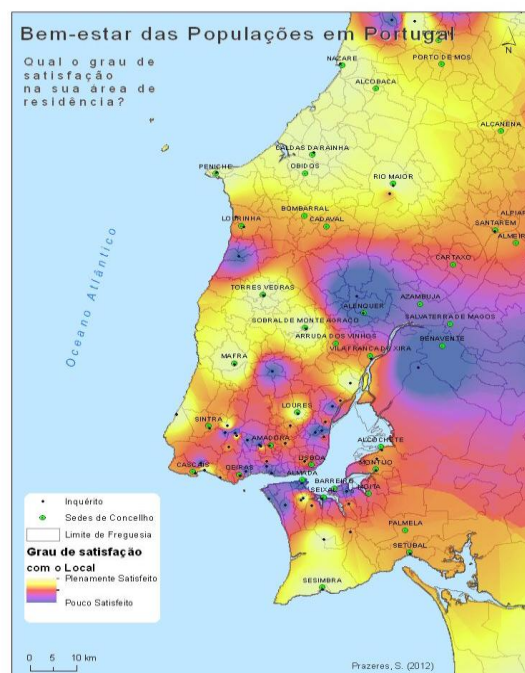 Bem-estar das Populações em Portugal
Qual o grau de
satisfação
na sua área de
residência?
N
NAZARE
PORTO DE MOS
ALCOBACA
ALCANENA
CALDAS DA RAINHA
PENICHE
OBIDOS
RIO MAIOR
BOMBARRAL
LOURINHA
CADAVAL
ALPIAR
SANTAREM
ALMEIR
CARTAXO
Oceano Atlântico
TORRES VEDRAS
AZAMBUJA
ALENQUER
SALVATERRA DE MAGOS
SOBRAL DE MONTE AGRAÇO
ARRUDA DOS VINHOS
BENAVENTE
VILA FRANCA DE XIRA
MAFRA
LOURES
SINTRA
AMADORA
ALCOCHETE
LISBOA
CASCAIS
OEIRAS
MONTIJO
ALMADA
BARREIRO
SEIXAL
MOITA
PALMELA
SETUBAL
SESIMBRA
Inquérito
Sedes de Concellho
Limite de Freguesia
Grau de satisfação
com o Local
Plenamente Satisfeito
Pouco Satisfeito
0 5 10 km
Prazeres, S. (2012)